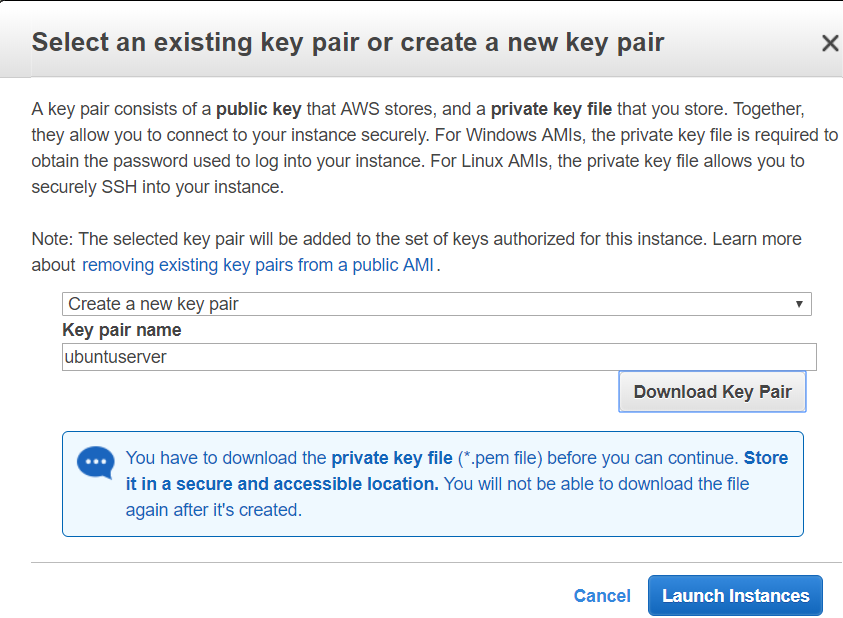 Select an existing key pair or create a new key pair
A key pair consists of a public key that AWS stores, and a private key file that you store. Together,
they allow you to connect to your instance securely. For Windows AMIs, the private key file is required to
obtain the password used to log into your instance. For Linux AMIs, the private key file allows you to
securely SSH into your instance.
Note: The selected key pair will be added to the set of keys authorized for this instance. Learn more
about removing existing key pairs from a public AMI.
Create a new key pair
Key pair name
ubuntuserver
Download Key Pair
You have to download the private key file (*.pem file) before you can continue. Store
it in a secure and accessible location. You will not be able to download the file
again after it's created.
Cancel
Launch Instances